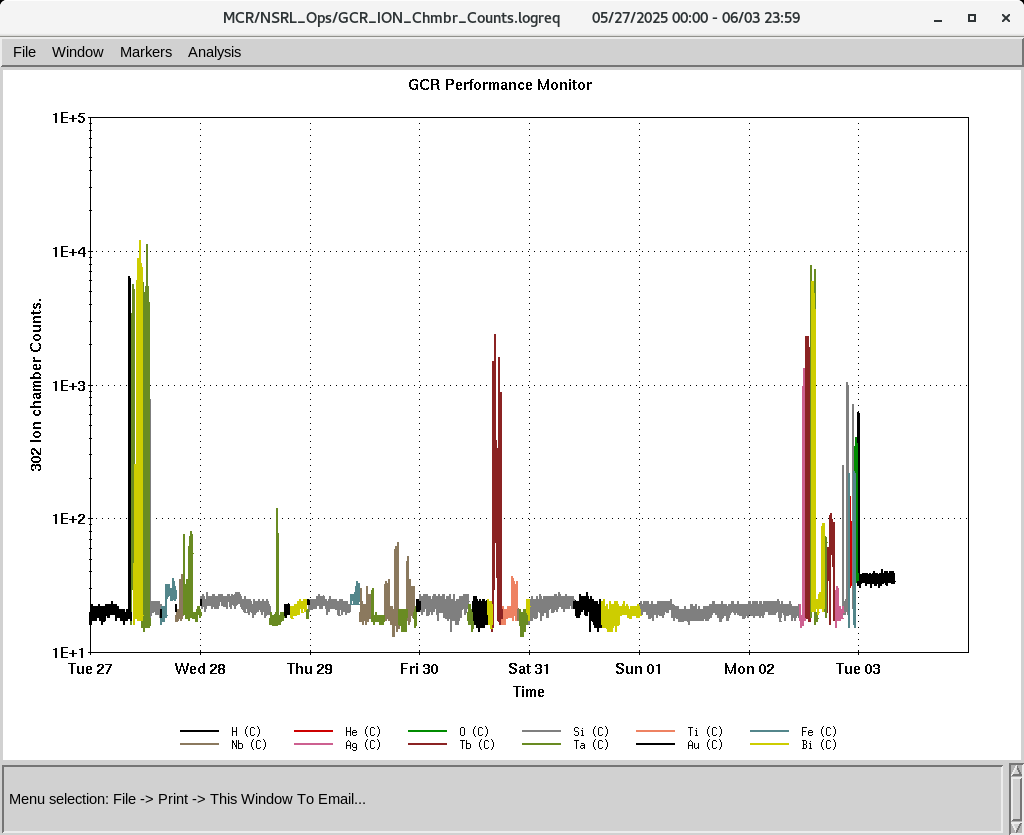 MCR/NSRL_Ops/GCR_ION_Chmbr_Counts.logreq 05/27/2025 00:00 - 06/03 23:59
File Window Markers Analysis
GCR Performance Monitor
1E+5
1E+4
1E+3
1E+2
1E+1
302 Ion chamber Counts.
Tue 27 Wed 28 Thu 29 Fri 30 Sat 31 Sun 01 Mon 02 Tue 03
Time
H (C) He (C) O (C) Si (C) Ti (C) Fe (C)
Nb (C) Ag (C) Tb (C) Ta (C) Au (C) Bi (C)
Menu selection: File -> Print -> This Window To Email...